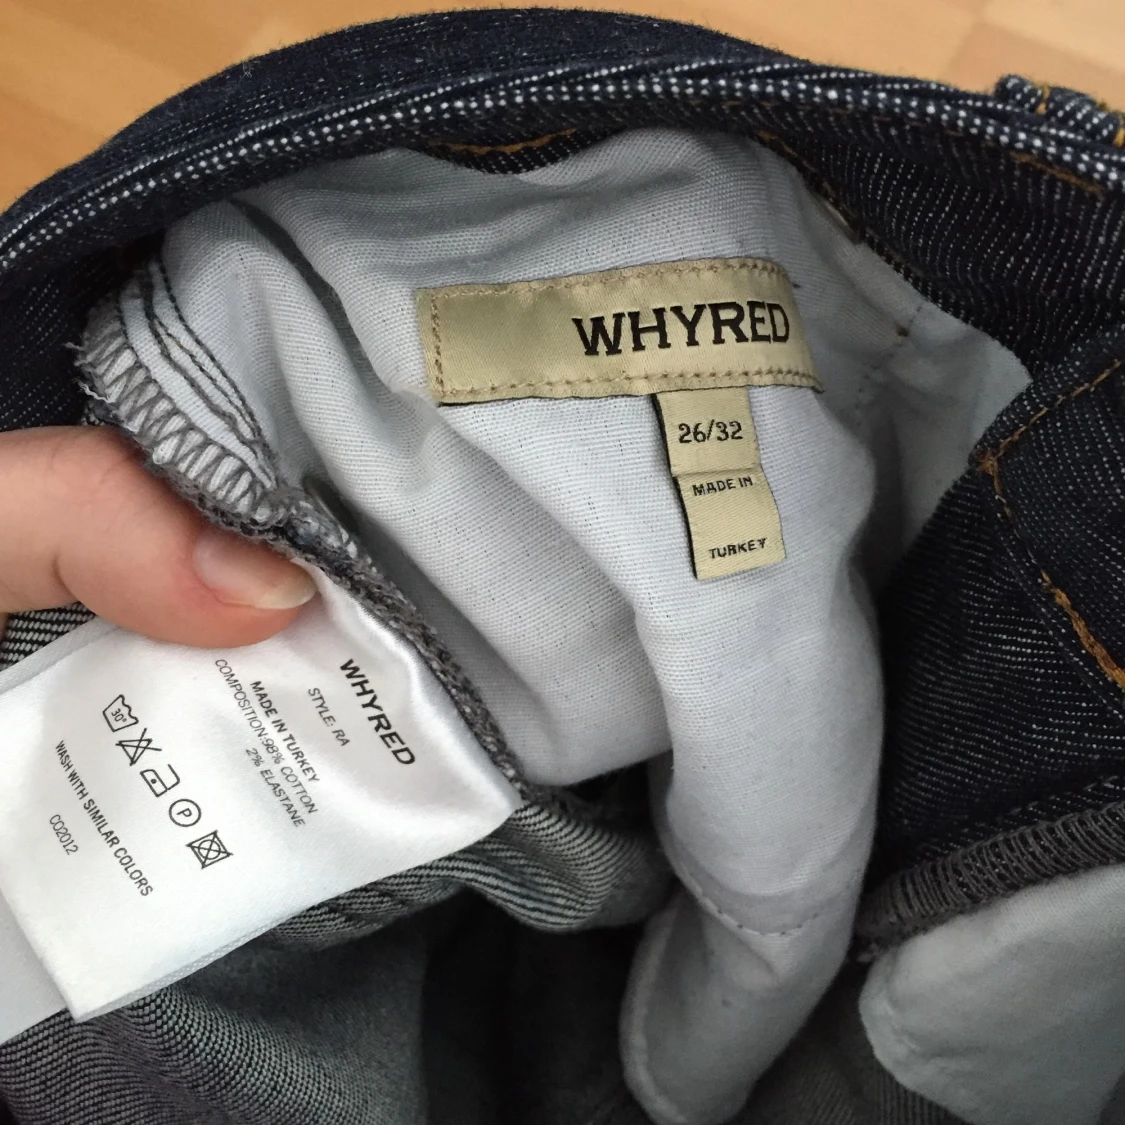 WHYRED
26/32
MADE IN
TURKEY
WHYRED
STYLE: RA
MADE IN TURKEY
COMPOSITION:98% COTTON
2% ELASTANE
30°
P
WASH WITH SIMILAR COLORS
CO2012